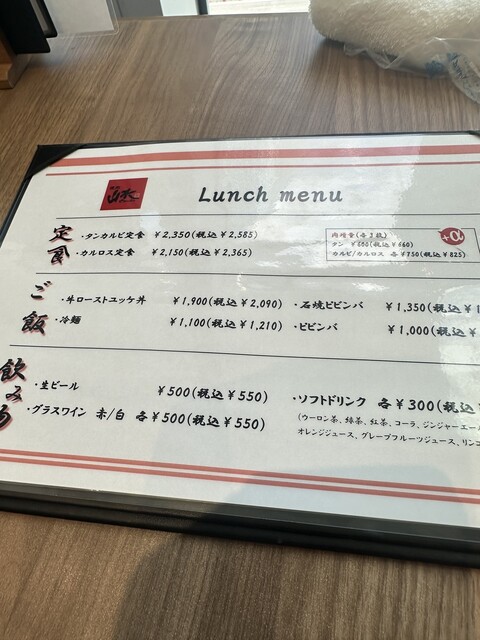 山水
Lunch menu
定食
・タンカルビ定食 ¥2,350(税込¥2,585)
・カルロス定食 ¥2,150(税込¥2,365)
肉増量(各3枚)
+α
タン ¥600(税込¥660)
カルビ/カルロス 各¥750(税込¥825)
ご飯
・牛ローストユッケ丼 ¥1,900(税込¥2,090)
・石焼ビビンバ ¥1,350(税込¥1
・冷麺 ¥1,100(税込¥1,210)
・ビビンバ ¥1,000(税込¥
飲み物
・生ビール ¥500(税込¥550)
・ソフトドリンク 各¥300(税込
・グラスワイン 赤/白 各¥500(税込¥550)
(ウーロン茶、緑茶、紅茶、コーラ、ジンジャーエー
オレンジジュース、グレープフルーツジュース、リンゴ